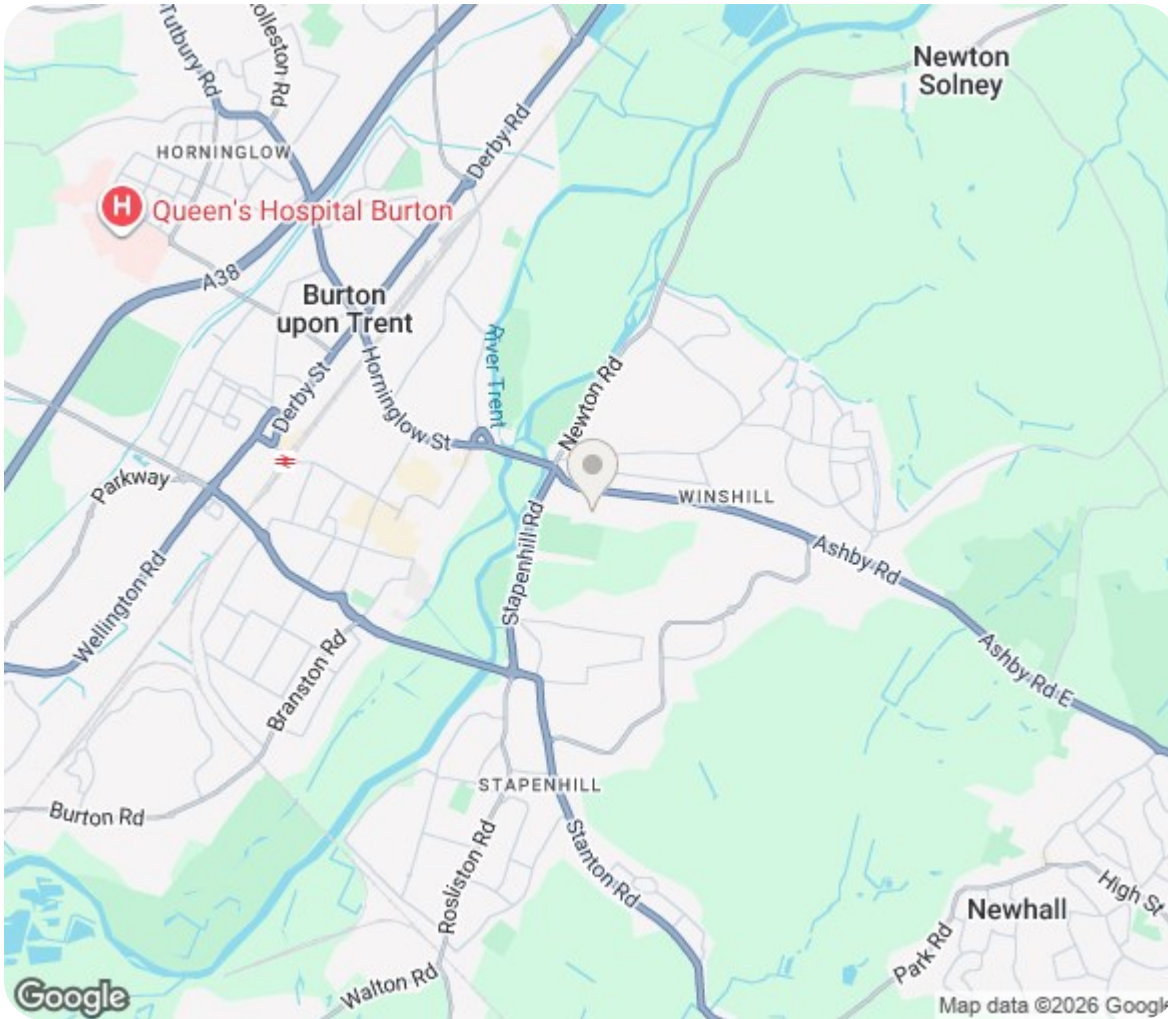 Tutbury Rd
olleston Rd
Newton
Solney
Derby Rd
HORNINGLOW
H
Queen's Hospital Burton
A38
Burton
upon Trent
River Trent
Derby St
Horninglow St
Newton Rd
Parkway
WINSHILL
Stapenhill Rd
Ashby Rd
Wellington Rd
Branston Rd
Ashby Rd E
STAPENHILL
Burton Rd
Stanton Rd
Rosliston Rd
High St
Newhall
Park Rd
Walton Rd
Google
Map data ©2026 Google